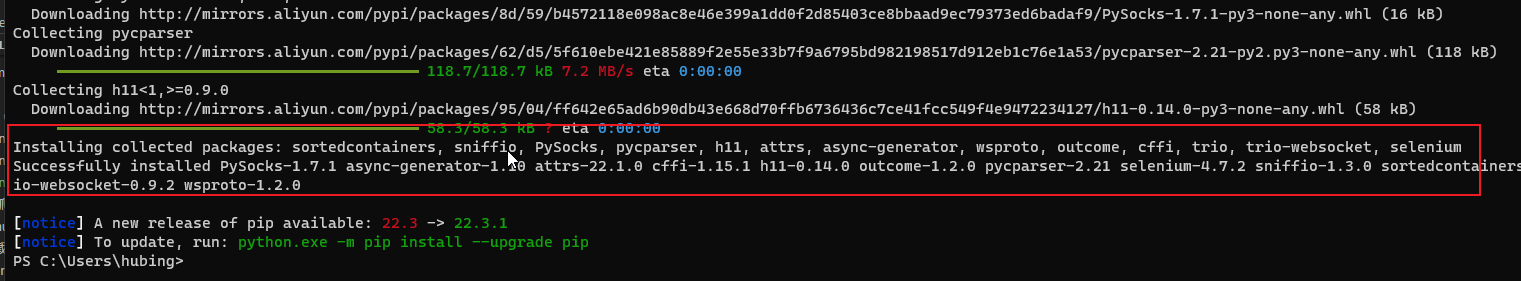 Downloading http://mirrors.aliyun.com/pypi/packages/8d/59/b4572118e098ac8e46e399a1dd0f2d85403ce8bbaad9ec79373ed6badaf9/PySocks-1.7.1-py3-none-any.whl (16 kB)
Collecting pycparser
Downloading http://mirrors.aliyun.com/pypi/packages/62/d5/5f610ebe421e85889f2e55e33b7f9a6795bd982198517d912eb1c76e1a53/pycparser-2.21-py2.py3-none-any.whl (118 kB)
118.7/118.7 kB 7.2 MB/s eta 0:00:00
Collecting h11<1,>=0.9.0
Downloading http://mirrors.aliyun.com/pypi/packages/95/04/ff642e65ad6b90db43e668d70ffb6736436c7ce41fcc549f4e9472234127/h11-0.14.0-py3-none-any.whl (58 kB)
58.3/58.3 kB ? eta 0:00:00
Installing collected packages: sortedcontainers, sniffio, PySocks, pycparser, h11, attrs, async-generator, wsproto, outcome, cffi, trio, trio-websocket, selenium
Successfully installed PySocks-1.7.1 async-generator-1.10 attrs-22.1.0 cffi-1.15.1 h11-0.14.0 outcome-1.2.0 pycparser-2.21 selenium-4.7.2 sniffio-1.3.0 sortedcontainers
io-websocket-0.9.2 wsproto-1.2.0
[notice] A new release of pip available: 22.3 -> 22.3.1
[notice] To update, run: python.exe -m pip install --upgrade pip
PS C:\Users\hubing>